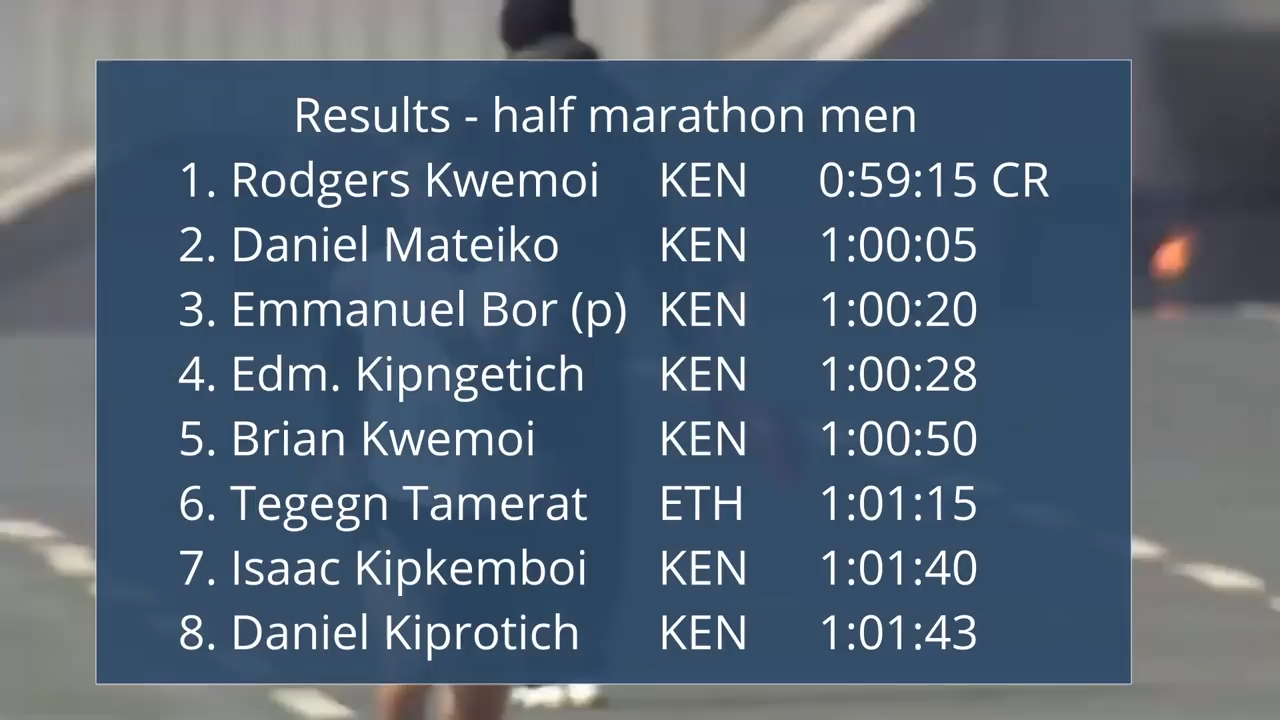 Results - half marathon men
1. Rodgers Kwemoi KEN 0:59:15 CR
2. Daniel Mateiko KEN 1:00:05
3. Emmanuel Bor (p) KEN 1:00:20
4. Edm. Kipngetich KEN 1:00:28
5. Brian Kwemoi KEN 1:00:50
6. Tegegn Tamerat ETH 1:01:15
7. Isaac Kipkemboi KEN 1:01:40
8. Daniel Kiprotich KEN 1:01:43